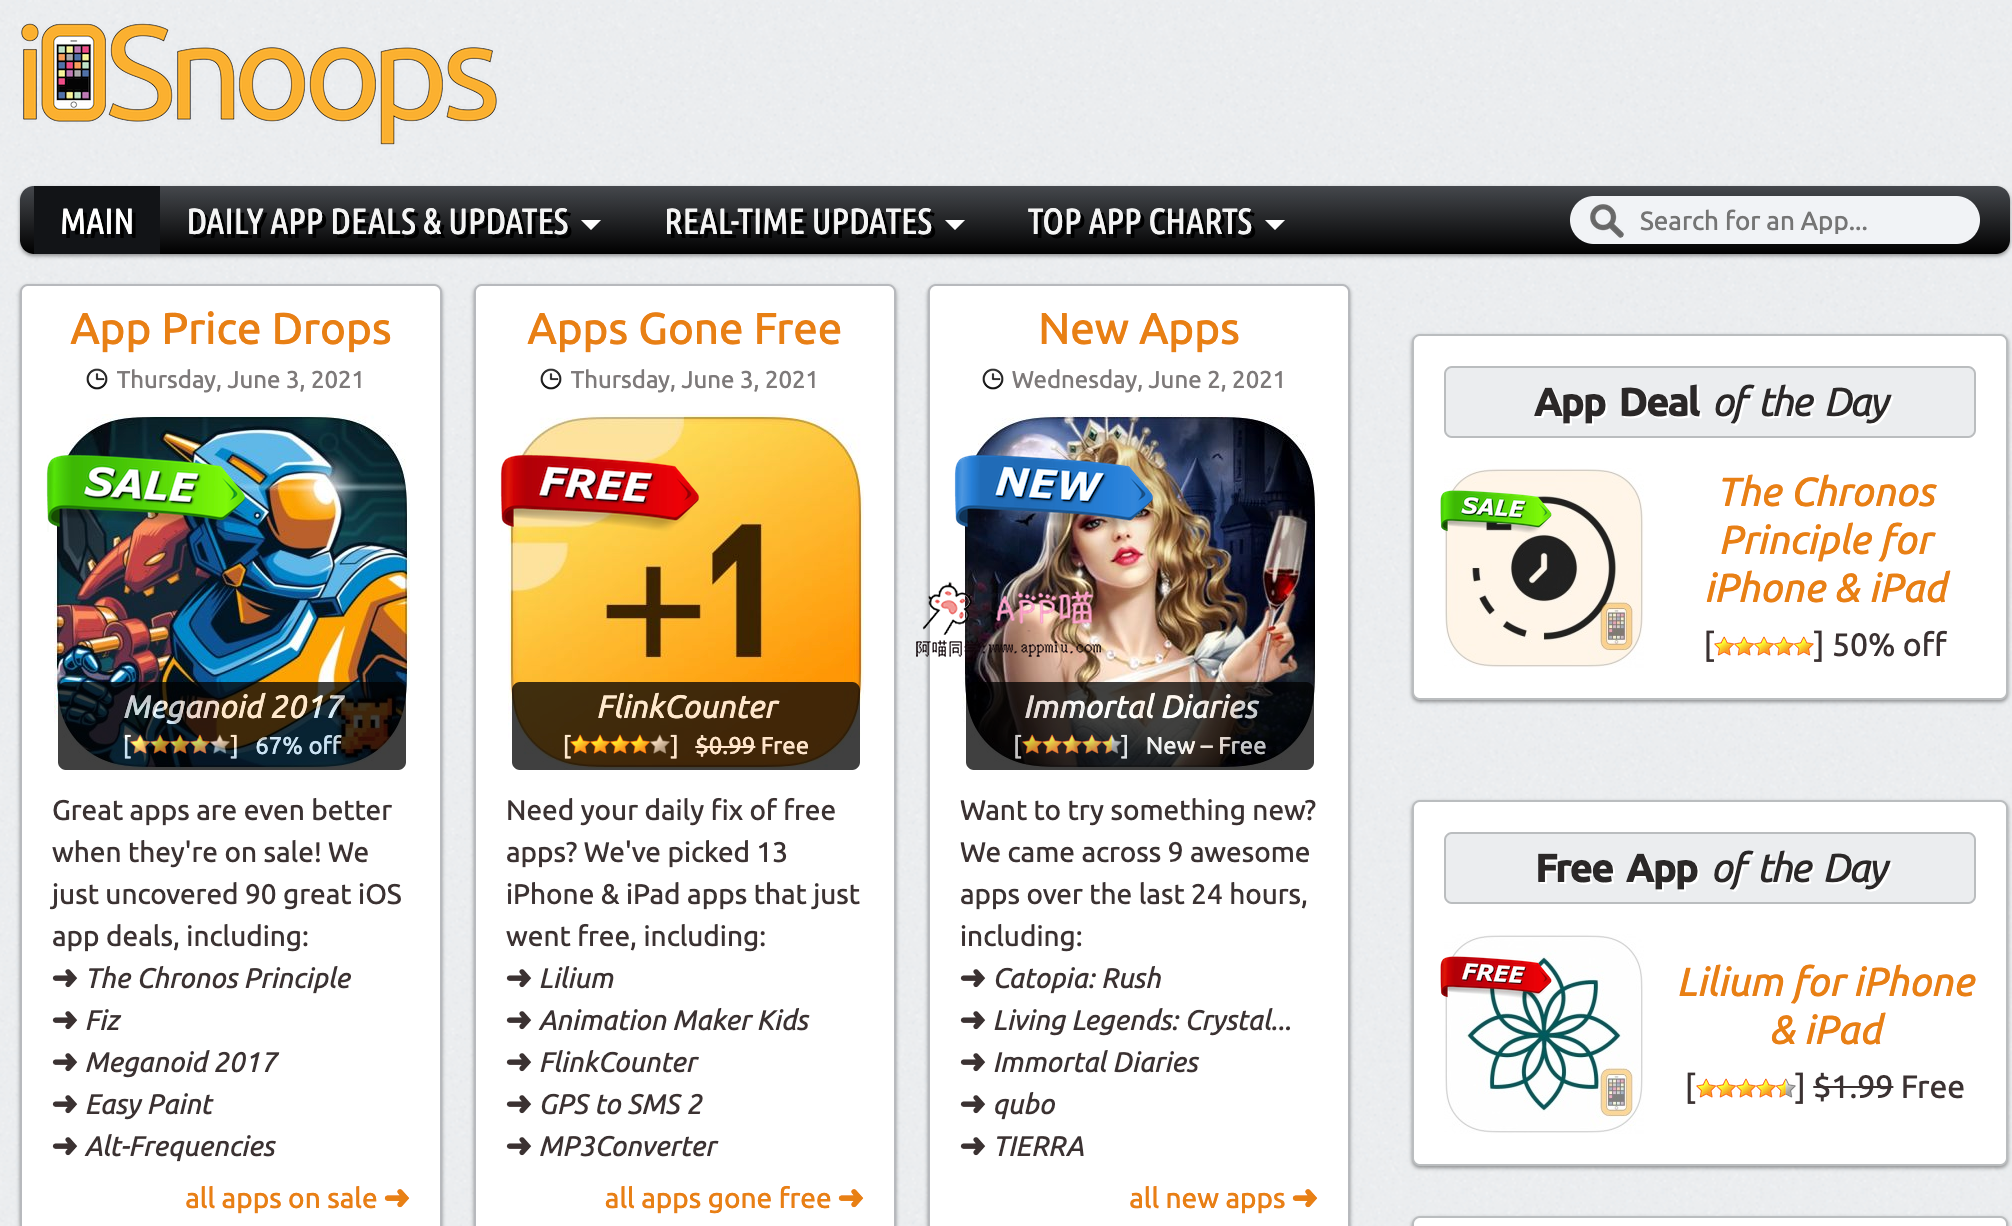 iOSnoops
MAIN
DAILY APP DEALS & UPDATES
REAL-TIME UPDATES
TOP APP CHARTS
Search for an App...
App Price Drops
Thursday, June 3, 2021
SALE
Meganoid 2017
67% off
Great apps are even better
when they're on sale! We
just uncovered 90 great iOS
app deals, including:
➜ The Chronos Principle
➜ Fiz
➜ Meganoid 2017
➜ Easy Paint
➜ Alt-Frequencies
all apps on sale ➜
Apps Gone Free
Thursday, June 3, 2021
FREE
+1
FlinkCounter
$0.99 Free
Need your daily fix of free
apps? We've picked 13
iPhone & iPad apps that just
went free, including:
➜ Lilium
➜ Animation Maker Kids
➜ FlinkCounter
➜ GPS to SMS 2
➜ MP3Converter
all apps gone free ➜
New Apps
Wednesday, June 2, 2021
NEW
APP喵
阿喵同 www.appmiu.com
Immortal Diaries
New – Free
Want to try something new?
We came across 9 awesome
apps over the last 24 hours,
including:
➜ Catopia: Rush
➜ Living Legends: Crystal...
➜ Immortal Diaries
➜ qubo
➜ TIERRA
all new apps ➜
App Deal of the Day
SALE
The Chronos
Principle for
iPhone & iPad
50% off
Free App of the Day
FREE
Lilium for iPhone
& iPad
$1.99 Free